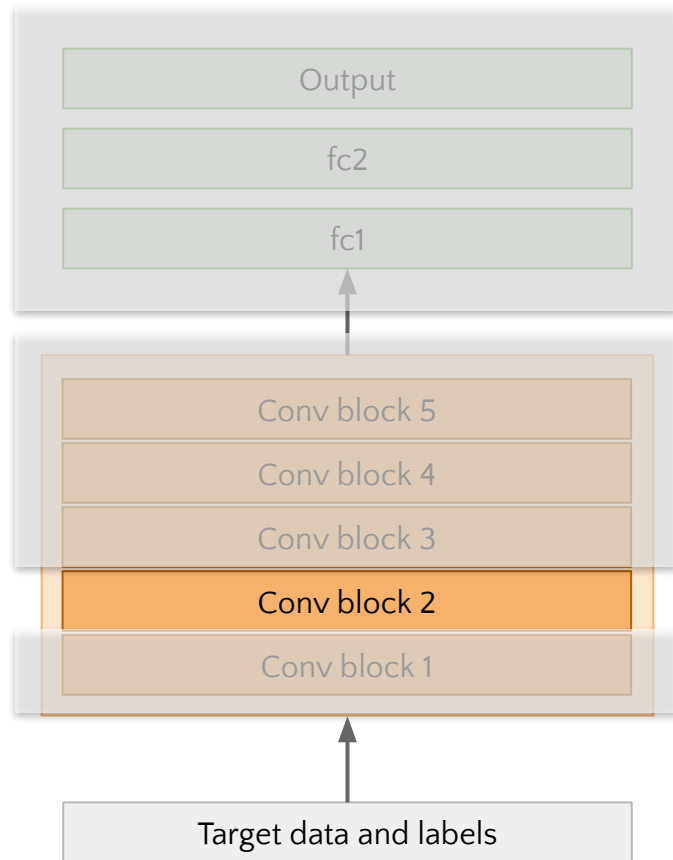 Output
fc2
fc1
Conv block 5
Conv block 4
Conv block 3
Conv block 2
Conv block 1
Target data and labels